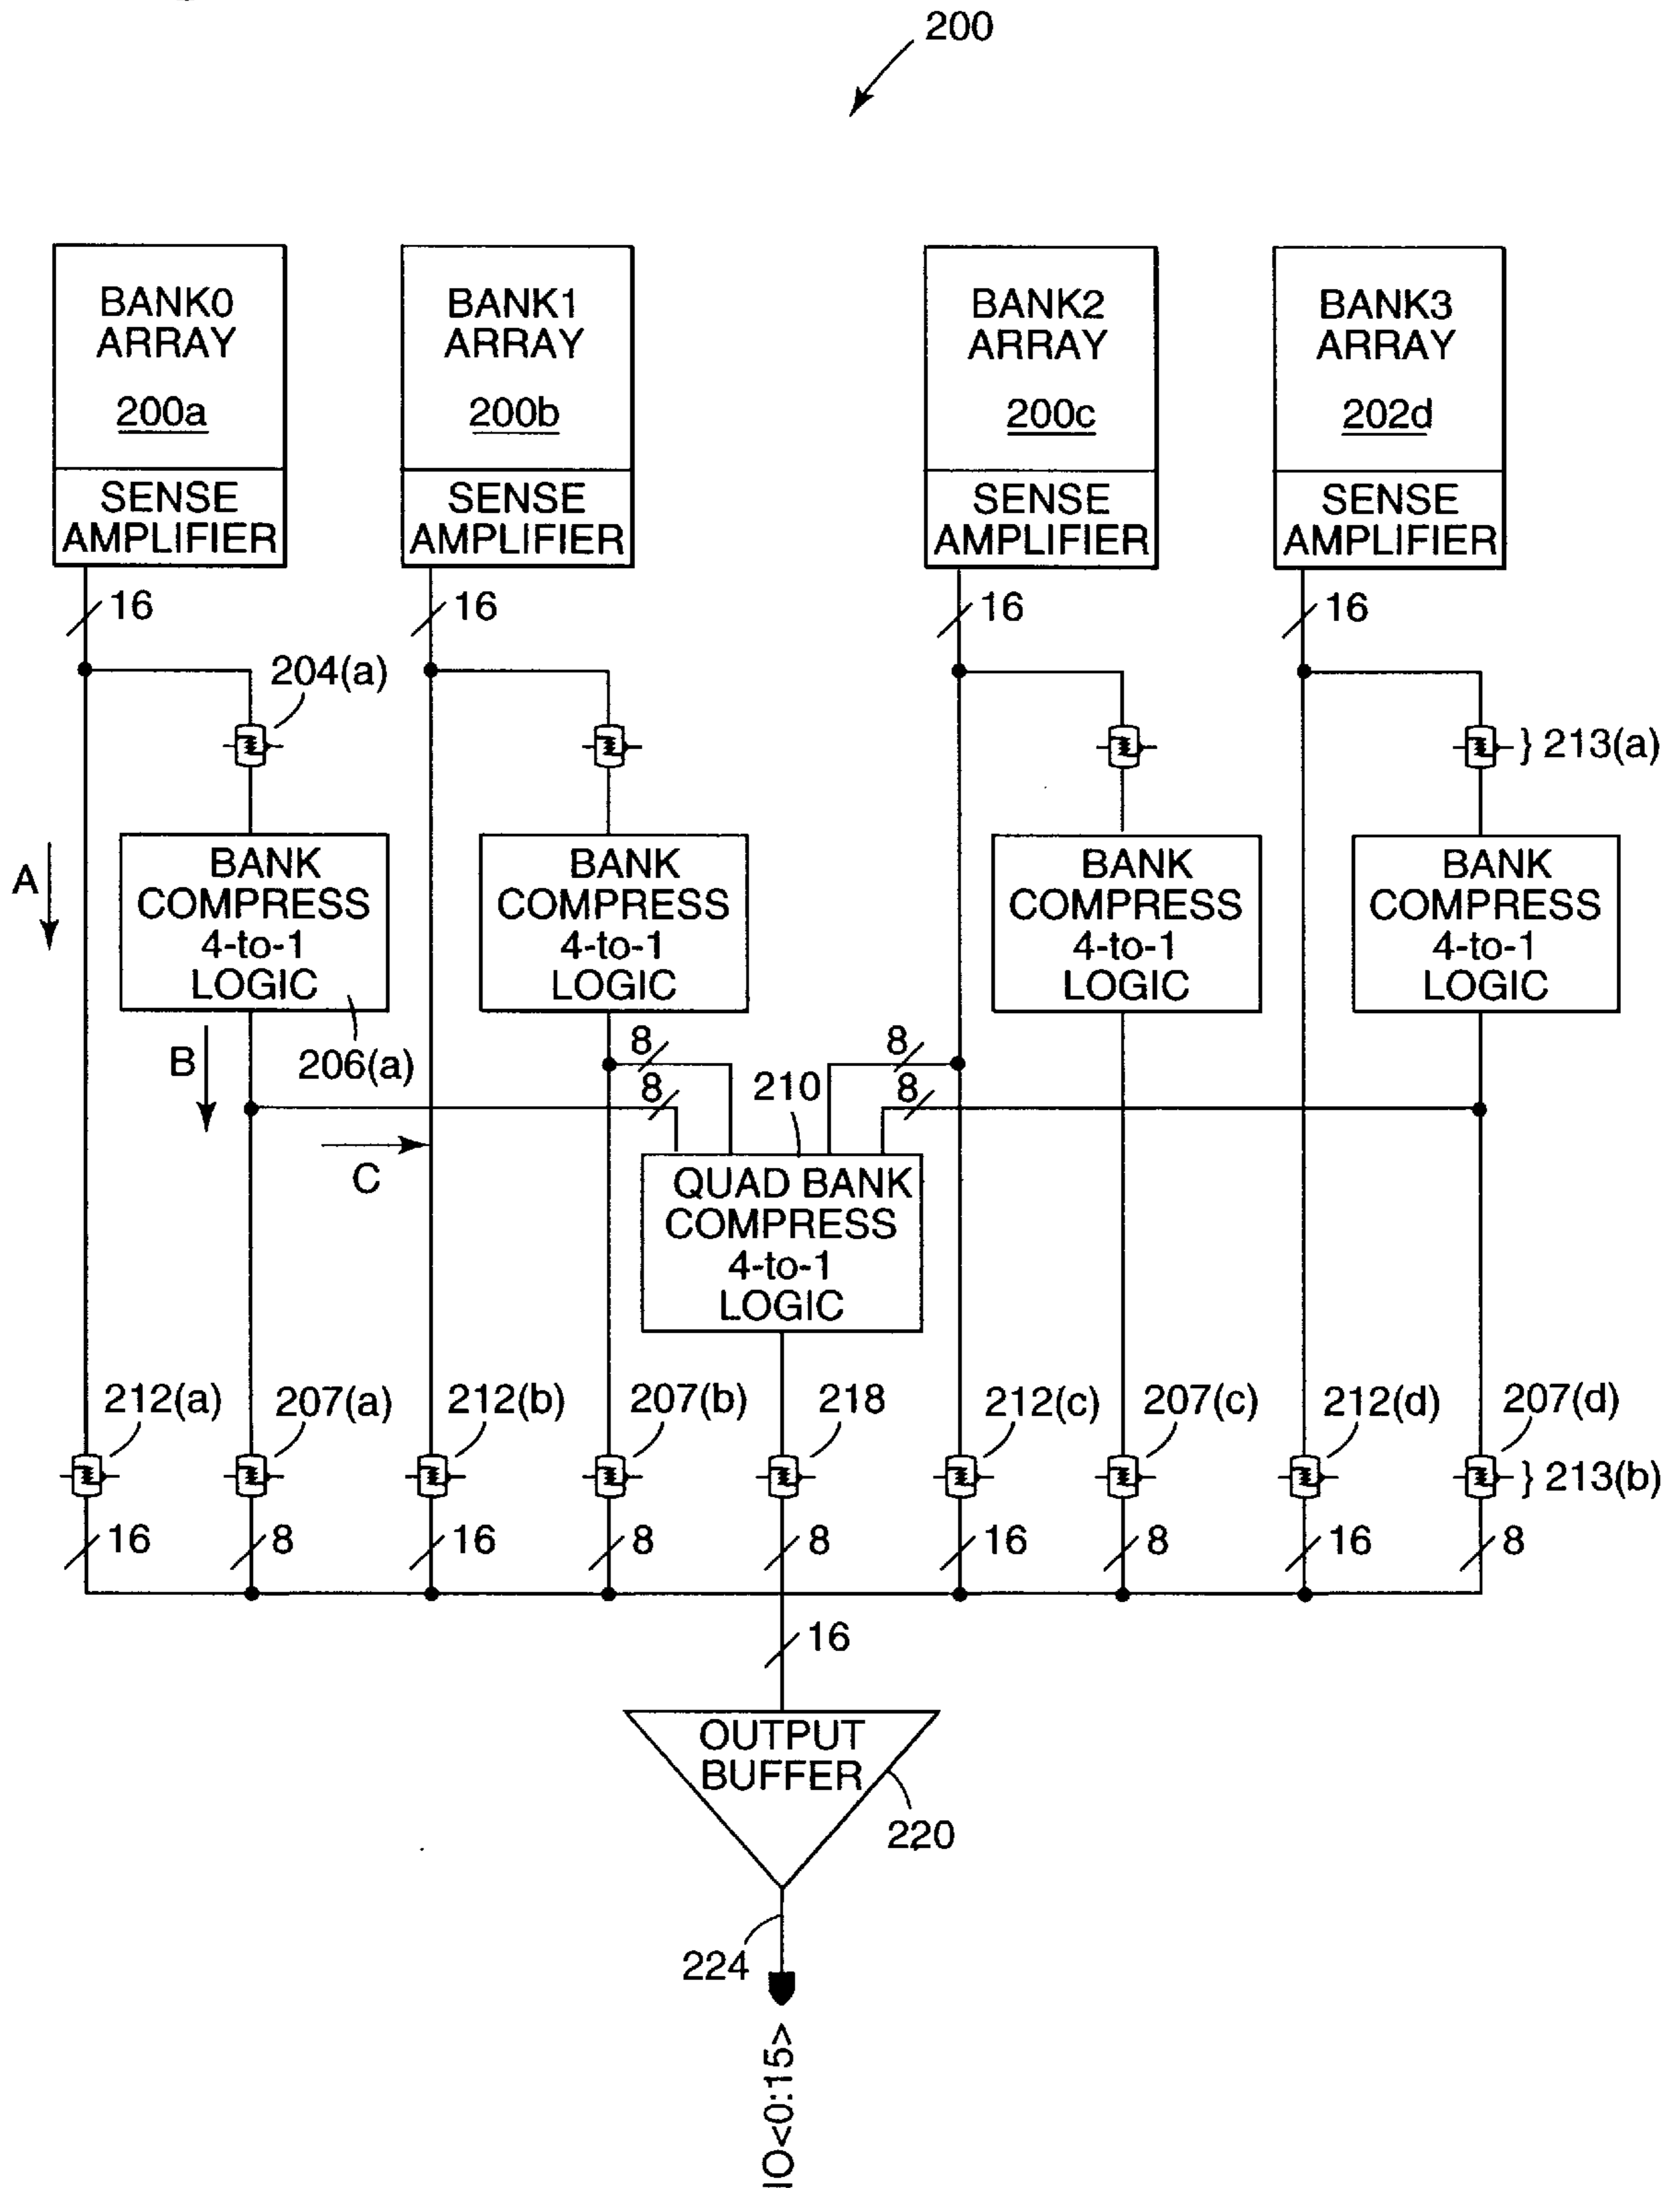 200
BANK0
ARRAY
200a
SENSE
AMPLIFIER
BANK1
ARRAY
200b
SENSE
AMPLIFIER
BANK2
ARRAY
200c
SENSE
AMPLIFIER
BANK3
ARRAY
202d
SENSE
AMPLIFIER
16
16
16
16
204(a)
} 213(a)
A
BANK
COMPRESS
4-to-1
LOGIC
BANK
COMPRESS
4-to-1
LOGIC
BANK
COMPRESS
4-to-1
LOGIC
BANK
COMPRESS
4-to-1
LOGIC
B
206(a)
8
8
8
8
210
C
QUAD BANK
COMPRESS
4-to-1
LOGIC
212(a)
207(a)
212(b)
207(b)
218
212(c)
207(c)
212(d)
207(d)
} 213(b)
16
8
16
8
8
16
8
16
8
16
OUTPUT
BUFFER
220
224
IO<0:15>